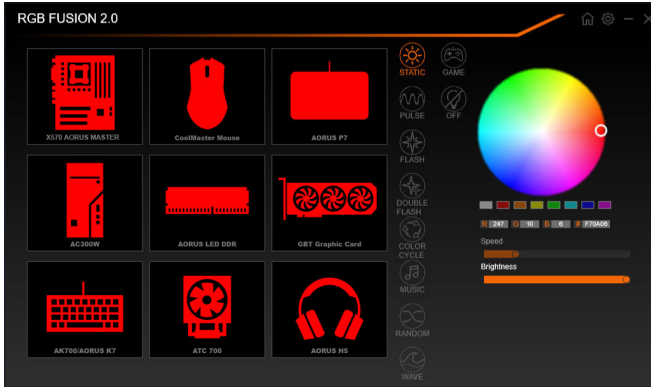 RGB FUSION 2.0
X570 AORUS MASTER
CoolMaster Mouse
AORUS P7
AC300W
AORUS LED DDR
GBT Graphic Card
AK700/AORUS K7
ATC 700
AORUS H5
STATIC
GAME
PULSE
OFF
FLASH
DOUBLE
FLASH
COLOR
CYCLE
MUSIC
RANDOM
WAVE
R 247 G 10 B 6 # F70A06
Speed
Brightness